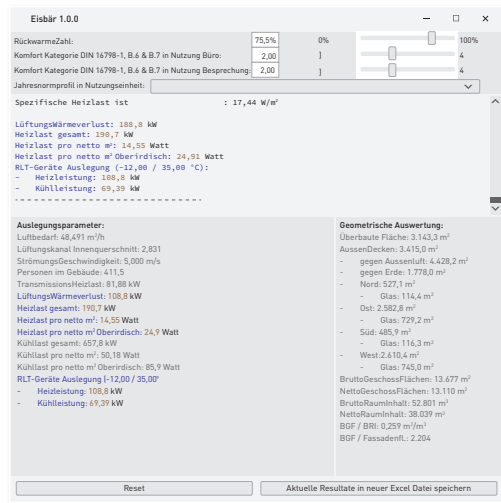 Eisbär 1.0.0
RückwarmeZahl: 75,5% 0% 100%
Komfort Kategorie DIN 16798-1, B.6 & B.7 in Nutzung Büro: 2,00 ] 4
Komfort Kategorie DIN 16798-1, B.6 & B.7 in Nutzung Besprechung: 2,00 ] 4
Jahresnormprofil in Nutzungseinheit:
Spezifische Heizlast ist : 17,44 W/m²
LüftungsWärmeverlust: 188,8 kW
Heizlast gesamt: 190,7 kW
Heizlast pro netto m²: 14,55 Watt
Heizlast pro netto m² Oberirdisch: 24,91 Watt
RLT-Geräte Auslegung (-12,00 / 35,00 °C):
- Heizleistung: 108,8 kW
- Kühlleistung: 69,39 kW
Auslegungsparameter:
Luftbedarf: 48,491 m³/h
Lüftungskanal Innenquerschnitt: 2,831
StrömungsGeschwindigkeit: 5,000 m/s
Personen im Gebäude: 411,5
TransmissionsHeizlast: 81,88 kW
LüftungsWärmeverlust: 108,8 kW
Heizlast gesamt: 190,7 kW
Heizlast pro netto m²: 14,55 Watt
Heizlast pro netto m² Oberirdisch: 24,9 Watt
Kühllast gesamt: 657,8 kW
Kühllast pro netto m²: 50,18 Watt
Kühllast pro netto m² Oberirdisch: 85,9 Watt
RLT-Geräte Auslegung (-12,00 / 35,00°
- Heizleistung: 108,8 kW
- Kühlleistung: 69,39 kW
Geometrische Auswertung:
Überbaute Fläche: 3.143,3 m²
AussenDecken: 3.415,0 m²
- gegen Aussenluft: 4.428,2 m²
- gegen Erde: 1.778,0 m²
- Nord: 527,1 m²
- Glas: 114,4 m²
- Ost: 2.582,8 m²
- Glas: 729,2 m²
- Süd: 485,9 m²
- Glas: 116,3 m²
- West:2.610,4 m²
- Glas: 745,0 m²
BruttoGeschossFlächen: 13.677 m²
NettoGeschossFlächen: 13.110 m²
BruttoRaumInhalt: 52.801 m³
NettoRaumInhalt: 38.039 m³
BGF / BRI: 0,259 m²/m³
BGF / Fassadenfl.: 2.204
Reset
Aktuelle Resultate in neuer Excel Datei speichern